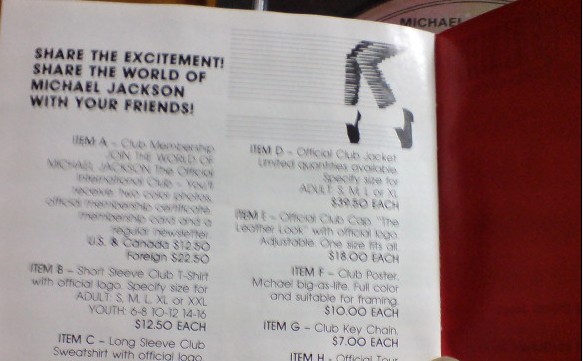 MICHAEL
SHARE THE EXCITEMENT!
SHARE THE WORLD OF
MICHAEL JACKSON
WITH YOUR FRIENDS!
ITEM A – Club Membership
JOIN THE WORLD OF
MICHAEL JACKSON, the Official
International Club – You'll
receive two color photos,
official membership certificate,
membership card and a
regular newsletter.
U.S. & Canada $12.50
Foreign $22.50
ITEM B – Short Sleeve Club T-Shirt
with official logo. Specify size for
ADULT: S, M, L, XL or XXL
YOUTH: 6-8 10-12 14-16
$12.50 EACH
ITEM C – Long Sleeve Club
Sweatshirt with official logo.
ITEM D – Official Club Jacket.
Limited quantities available.
Specify size for
ADULT: S, M, L or XL
$39.50 EACH
ITEM E – Official Club Cap. "The
Leather Look" with official logo.
Adjustable. One size fits all.
$18.00 EACH
ITEM F – Club Poster.
Michael big-as-life. Full color
and suitable for framing.
$10.00 EACH
ITEM G – Club Key Chain.
$7.00 EACH
ITEM H – Official Tour